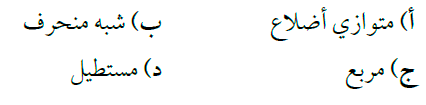 أ) متوازي أضلاع ب) شبه منحرف
ج) مربع د) مستطيل